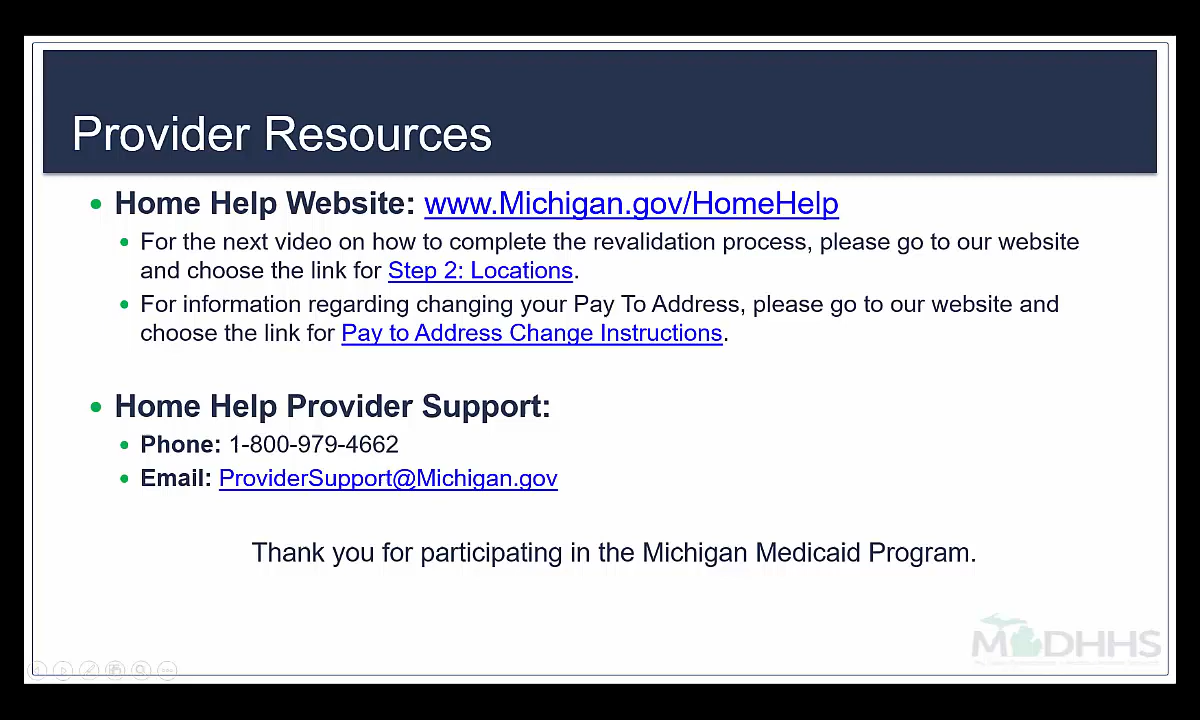 Provider Resources
Home Help Website: www.Michigan.gov/HomeHelp
For the next video on how to complete the revalidation process, please go to our website
and choose the link for Step 2: Locations.
For information regarding changing your Pay To Address, please go to our website and
choose the link for Pay to Address Change Instructions.
Home Help Provider Support:
Phone: 1-800-979-4662
Email: ProviderSupport@Michigan.gov
Thank you for participating in the Michigan Medicaid Program.
MDHHS